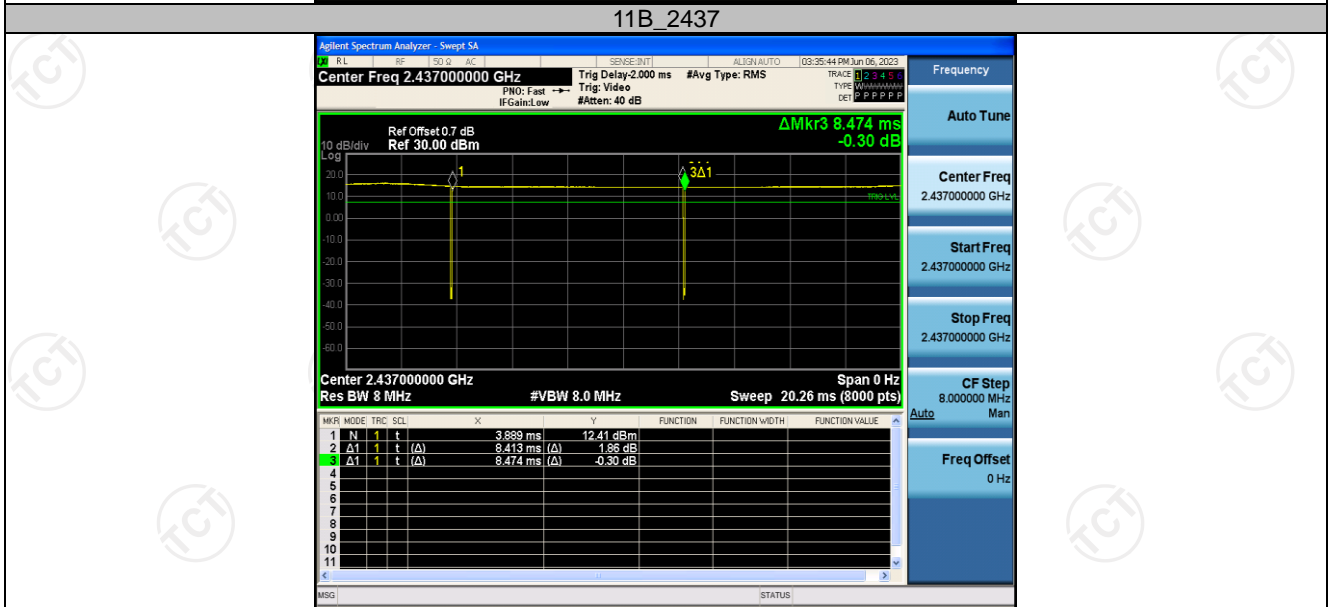 11B_2437
Agilent Spectrum Analyzer - Swept SA
RL RF 50 Ω AC SENSE:INT ALIGN AUTO 03:35:44 PM Jun 06, 2023
Center Freq 2.437000000 GHz
PNO: Fast
IFGain:Low
Trig Delay-2.000 ms
Trig: Video
#Atten: 40 dB
#Avg Type: RMS
TRACE 1 2 3 4 5 6
TYPE
DET P P P P P P
Frequency
Auto Tune
Center Freq
2.437000000 GHz
Start Freq
2.437000000 GHz
Stop Freq
2.437000000 GHz
CF Step
8.000000 MHz
Auto Man
Freq Offset
0 Hz
ΔMkr3 8.474 ms
-0.30 dB
Ref Offset 0.7 dB
10 dB/div Ref 30.00 dBm
Log
20.0
10.0
0.00
-10.0
-20.0
-30.0
-40.0
-50.0
-60.0
1
3Δ1
TRIG LVL
Center 2.437000000 GHz Span 0 Hz
Res BW 8 MHz #VBW 8.0 MHz Sweep 20.26 ms (8000 pts)
MKR MODE TRC SCL X Y FUNCTION FUNCTION WIDTH FUNCTION VALUE
1 N 1 t 3.889 ms 12.41 dBm
2 Δ1 1 t (Δ) 8.413 ms (Δ) 1.86 dB
3 Δ1 1 t (Δ) 8.474 ms (Δ) -0.30 dB
4
5
6
7
8
9
10
11
MSG STATUS
TCT
TCT
TCT
TCT
TCT
TCT
TCT
TCT